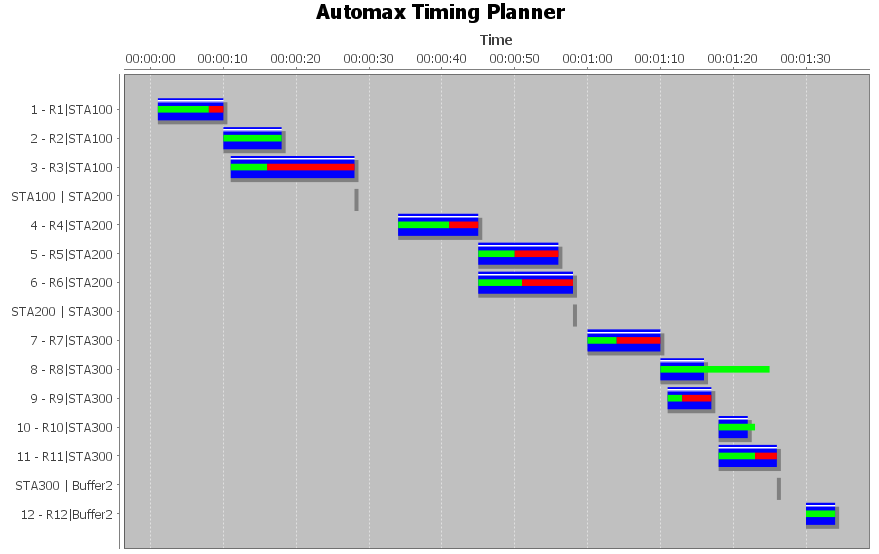 Automax Timing Planner
Time
00:00:00 00:00:10 00:00:20 00:00:30 00:00:40 00:00:50 00:01:00 00:01:10 00:01:20 00:01:30
1 - R1|STA100
2 - R2|STA100
3 - R3|STA100
STA100 | STA200
4 - R4|STA200
5 - R5|STA200
6 - R6|STA200
STA200 | STA300
7 - R7|STA300
8 - R8|STA300
9 - R9|STA300
10 - R10|STA300
11 - R11|STA300
STA300 | Buffer2
12 - R12|Buffer2